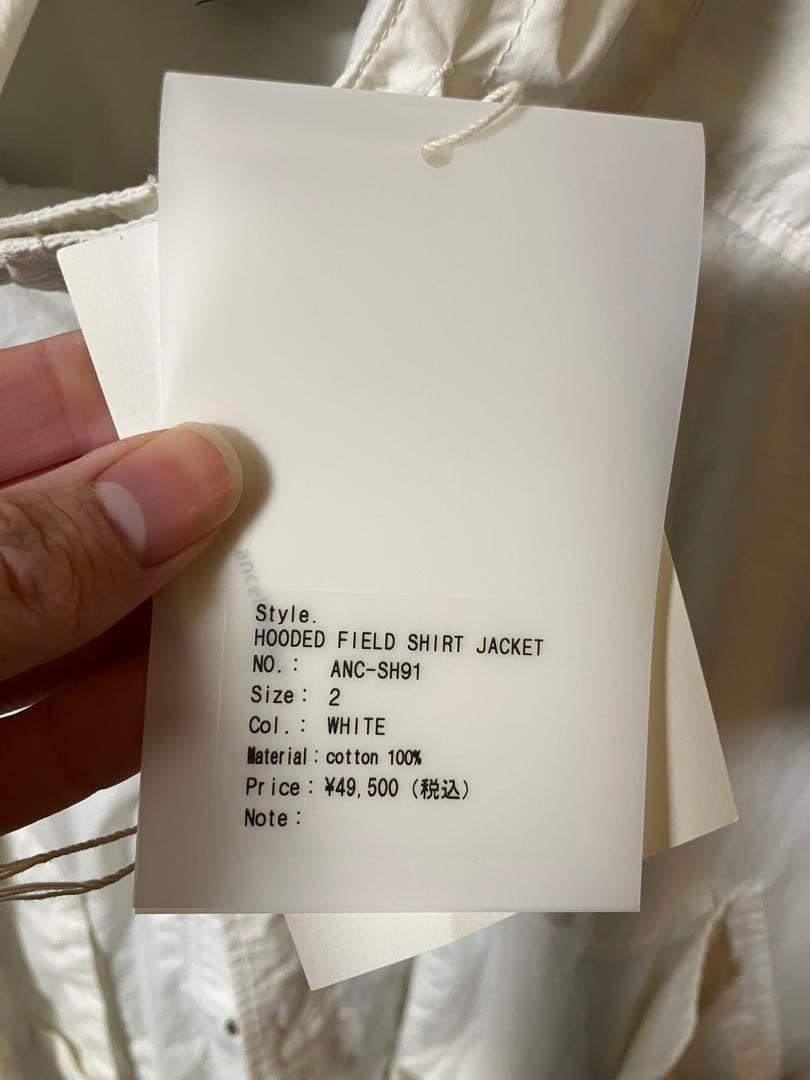 Style.
HOODED FIELD SHIRT JACKET
NO.: ANC-SH91
Size: 2
Col.: WHITE
Material: cotton 100%
Price: ¥49,500 (税込)
Note: